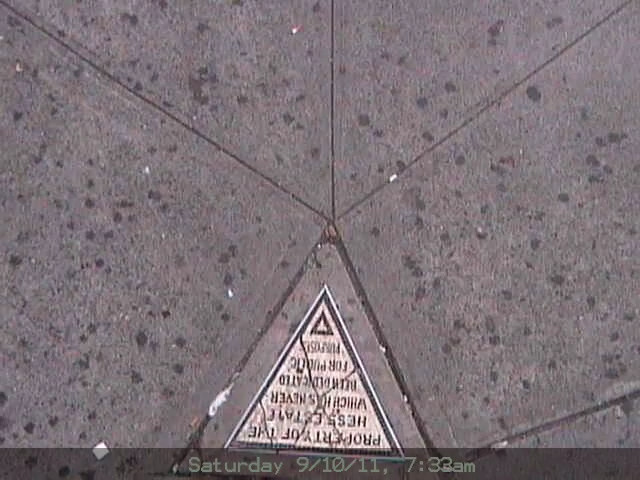 PROPERTY OF THE
HESS ESTATE
WHICH HAS NEVER
BEEN DEDICATED
FOR PUBLIC
PURPOSES
Saturday 9/10/11, 7:33am